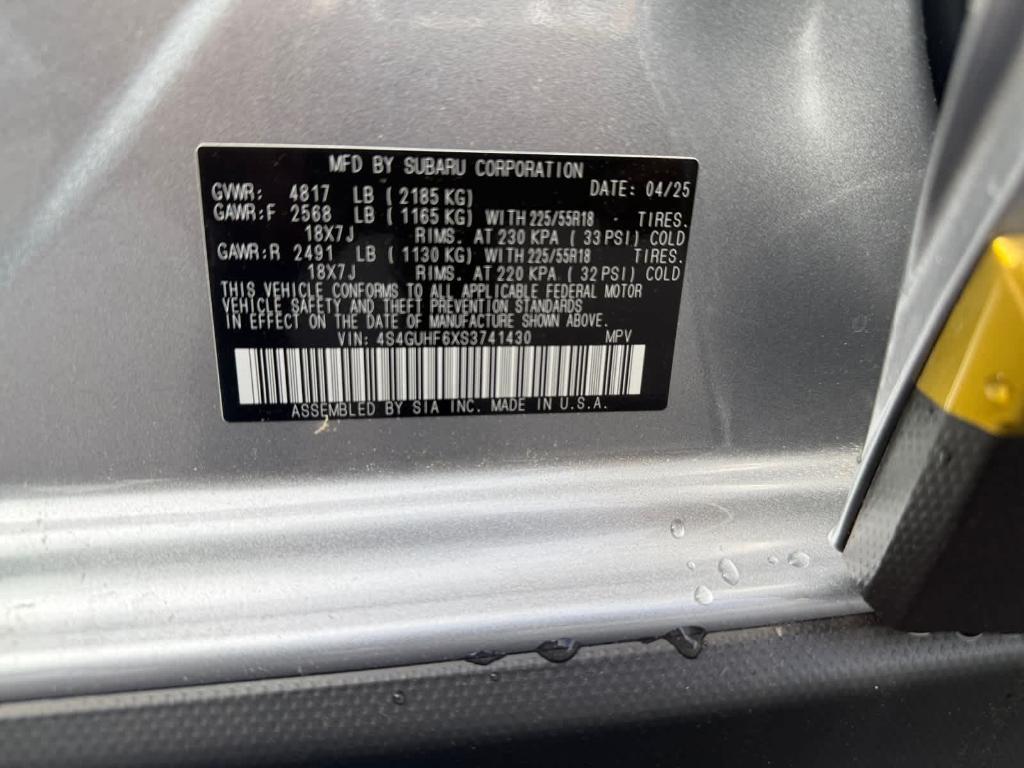 MFD BY SUBARU CORPORATION
GVWR: 4817 LB ( 2185 KG) DATE: 04/25
GAWR:F 2568 LB ( 1165 KG) WITH 225/55R18 - TIRES.
18X7J RIMS. AT 230 KPA ( 33 PSI) COLD
GAWR:R 2491 LB ( 1130 KG) WITH 225/55R18 - TIRES.
18X7J RIMS. AT 220 KPA ( 32 PSI) COLD
THIS VEHICLE CONFORMS TO ALL APPLICABLE FEDERAL MOTOR
VEHICLE SAFETY AND THEFT PREVENTION STANDARDS
IN EFFECT ON THE DATE OF MANUFACTURE SHOWN ABOVE.
VIN: 4S4GUHF6XS3741430 MPV
ASSEMBLED BY SIA INC. MADE IN U.S.A.